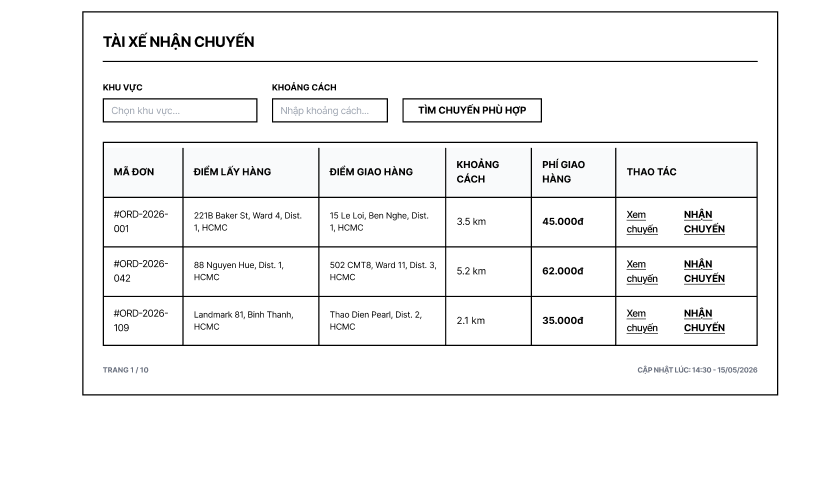 TÀI XẾ NHẬN CHUYẾN
KHU VỰC
KHOẢNG CÁCH
Chọn khu vực...
Nhập khoảng cách...
TÌM CHUYẾN PHÙ HỢP
MÃ ĐƠN
ĐIỂM LẤY HÀNG
ĐIỂM GIAO HÀNG
KHOẢNG
CÁCH
PHÍ GIAO
HÀNG
THAO TÁC
#ORD-2026-
001
221B Baker St, Ward 4, Dist.
1, HCMC
15 Le Loi, Ben Nghe, Dist.
1, HCMC
3.5 km
45.000đ
Xem
chuyến
NHẬN
CHUYẾN
#ORD-2026-
042
88 Nguyen Hue, Dist. 1,
HCMC
502 CMT8, Ward 11, Dist. 3,
HCMC
5.2 km
62.000đ
Xem
chuyến
NHẬN
CHUYẾN
#ORD-2026-
109
Landmark 81, Binh Thanh,
HCMC
Thao Dien Pearl, Dist. 2,
HCMC
2.1 km
35.000đ
Xem
chuyến
NHẬN
CHUYẾN
TRANG 1 / 10
CẬP NHẬT LÚC: 14:30 - 15/05/2026